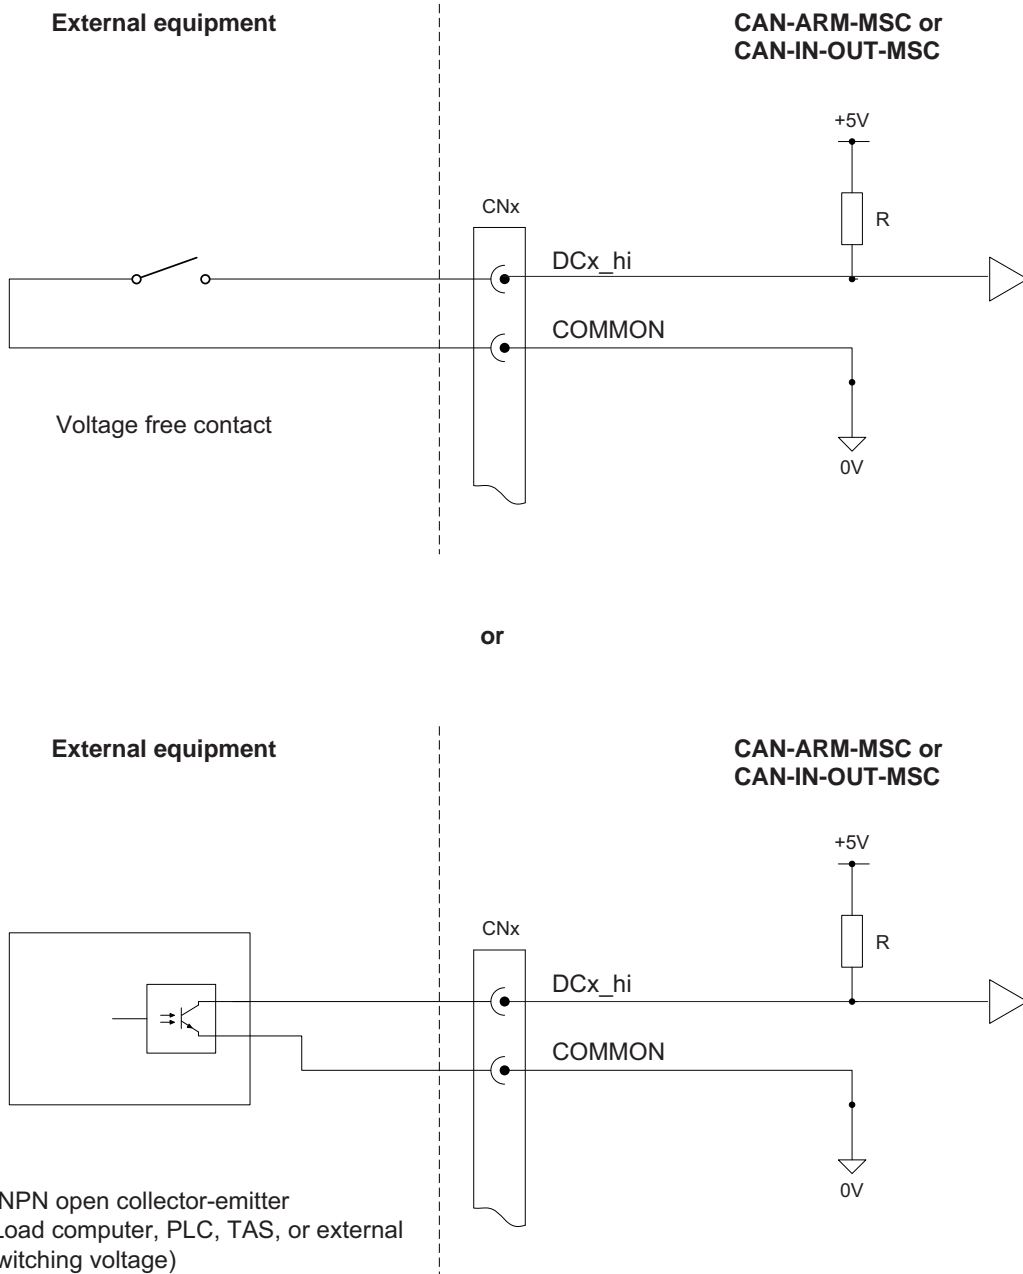 External equipment
CAN-ARM-MSC or
CAN-IN-OUT-MSC
+5V
R
CNx
DCx_hi
COMMON
Voltage free contact
0V
or
External equipment
CAN-ARM-MSC or
CAN-IN-OUT-MSC
+5V
R
CNx
DCx_hi
COMMON
0V
NPN open collector-emitter
Load computer, PLC, TAS, or external
witching voltage)